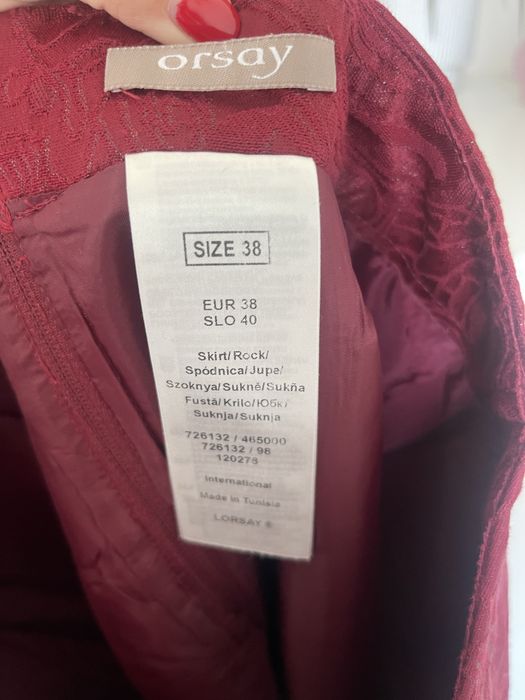 orsay
SIZE 38
EUR 38
SLO 40
Skirt/Rock/
Spódnica/Jupe/
Szoknya/Sukně/Sukňa
Fustă/Krilo/Юбка/
Suknja/Suknja
726132 / 465000
726132 / 98
120278
International
Made in Tunisia
LORSAY ®